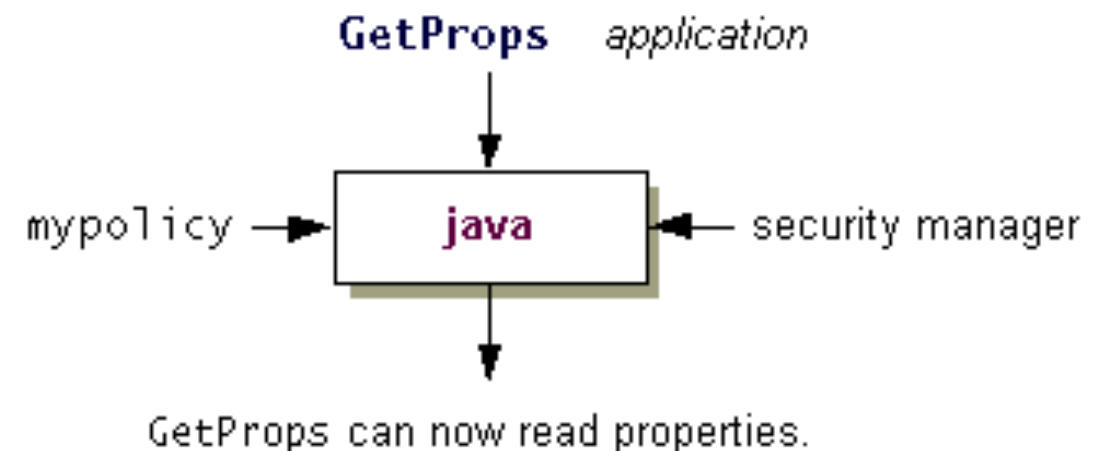 GetProps application
mypolicy java security manager
GetProps can now read properties.